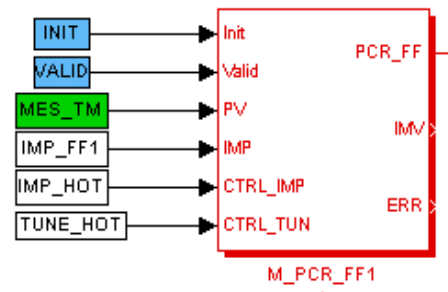 INIT
Init
PCR_FF
VALID
Valid
MES_TM
PV
IMP_FF1
IMP
IMV
IMP_HOT
CTRL_IMP
ERR
TUNE_HOT
CTRL_TUN
M_PCR_FF1